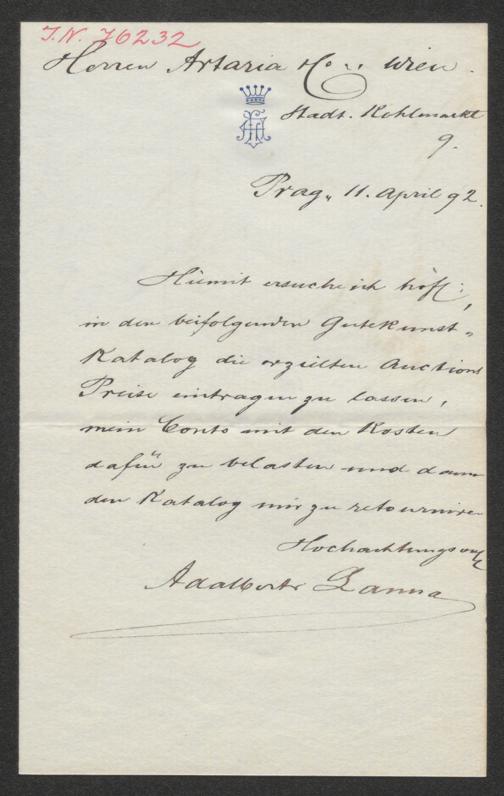 I.N. 76232
Herren Artaria & Co. Wien.
Stadt. Kohlmarkt
9.
Prag, 11. April 92.
Hiemit ersuche ich höfl.,
in den beifolgenden Gutekunst-
Katalog die erzielten Auctions
Preise eintragen zu lassen,
mein Conto mit den Kosten
dafür zu belasten und dann
den Katalog mir zu retourniren
Hochachtungsvoll
Adalbert Lanna